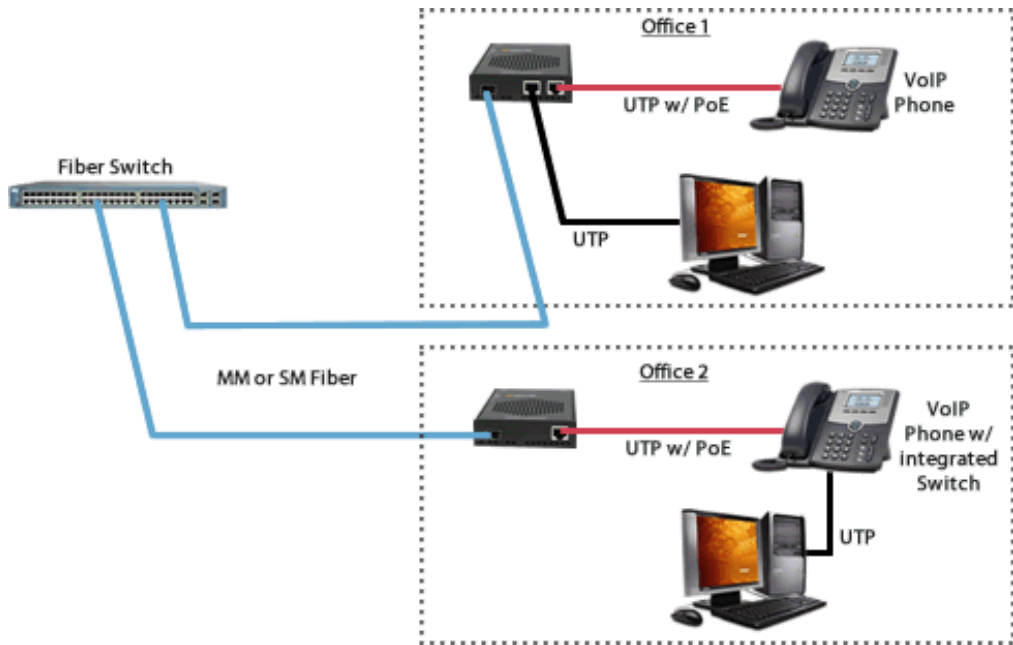 Office 1
VoIP
Phone
UTP w/ PoE
Fiber Switch
UTP
MM or SM Fiber
Office 2
VoIP
Phone w/
integrated
Switch
UTP w/ PoE
UTP